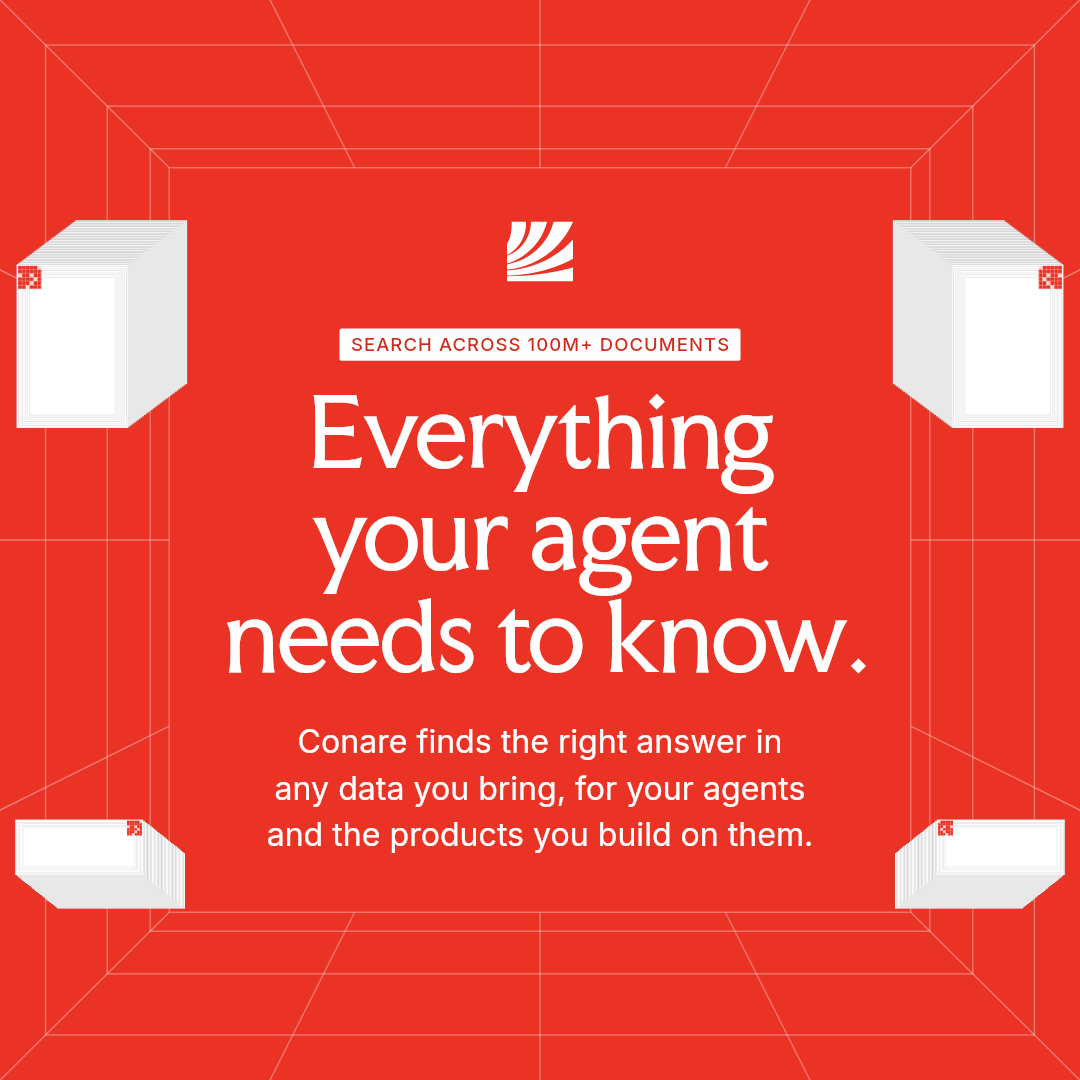 SEARCH ACROSS 100M+ DOCUMENTS
Everything
your agent
needs to know.
Conare finds the right answer in
any data you bring, for your agents
and the products you build on them.